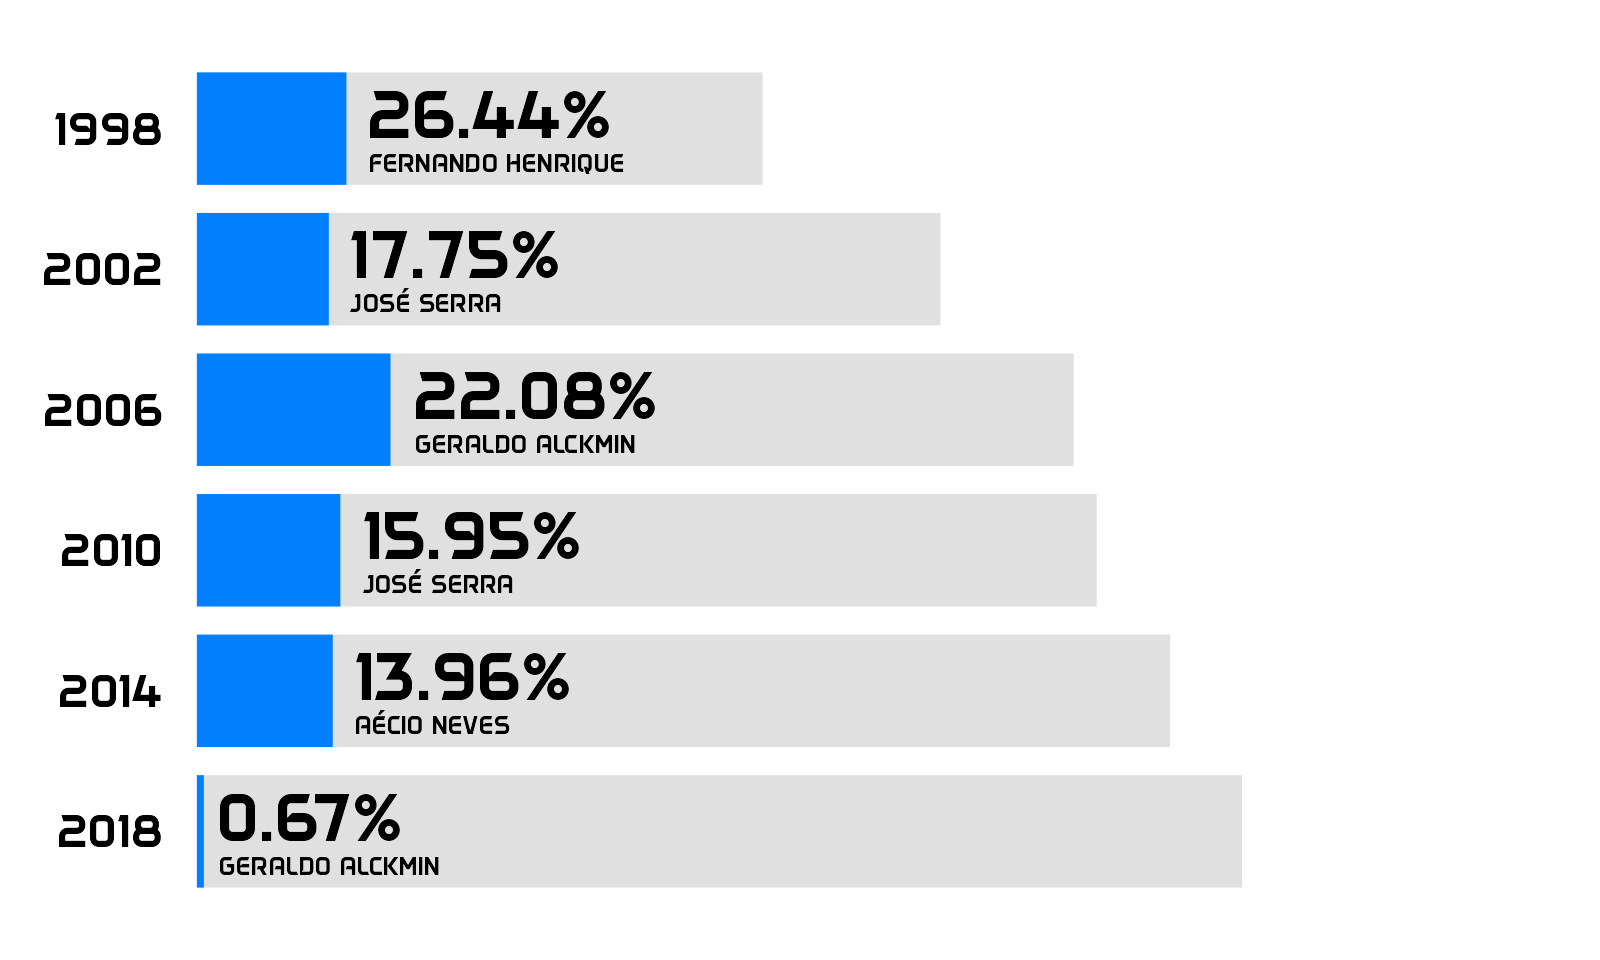 1998
26.44%
FERNANDO HENRIQUE
2002
17.75%
JOSÉ SERRA
2006
22.08%
GERALDO ALCKMIN
2010
15.95%
JOSÉ SERRA
2014
13.96%
AÉCIO NEVES
2018
0.67%
GERALDO ALCKMIN